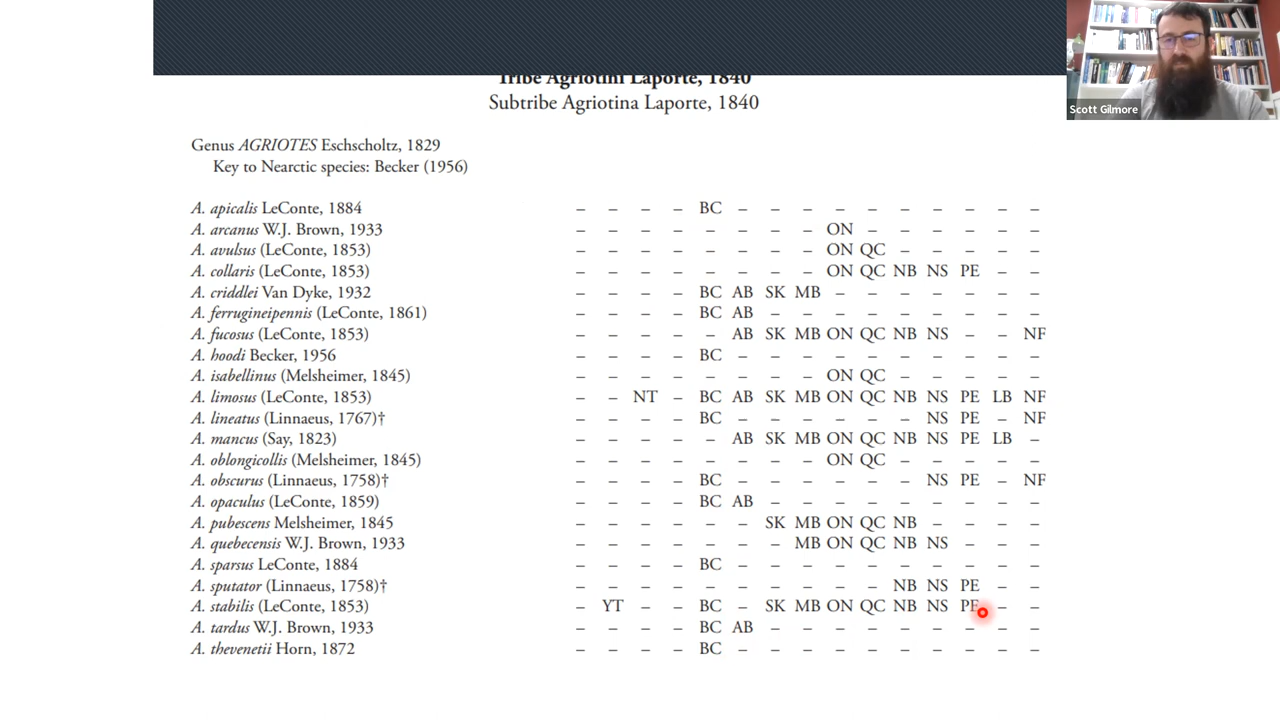 Tribe Agriotini Laporte, 1840
Subtribe Agriotina Laporte, 1840
Scott Gilmore
Genus AGRIOTES Eschscholtz, 1829
Key to Nearctic species: Becker (1956)
A. apicalis LeConte, 1884 – – – – BC – – – – – – – – – –
A. arcanus W.J. Brown, 1933 – – – – – – – – ON – – – – – –
A. avulsus (LeConte, 1853) – – – – – – – – ON QC – – – – –
A. collaris (LeConte, 1853) – – – – – – – – ON QC NB NS PE – –
A. criddlei Van Dyke, 1932 – – – – BC AB SK MB – – – – – – –
A. ferrugineipennis (LeConte, 1861) – – – – BC AB – – – – – – – – –
A. fucosus (LeConte, 1853) – – – – – AB SK MB ON QC NB NS – – NF
A. hoodi Becker, 1956 – – – – BC – – – – – – – – – –
A. isabellinus (Melsheimer, 1845) – – – – – – – – ON QC – – – – –
A. limosus (LeConte, 1853) – – NT – BC AB SK MB ON QC NB NS PE LB NF
A. lineatus (Linnaeus, 1767)† – – – – BC – – – – – – NS PE – NF
A. mancus (Say, 1823) – – – – – AB SK MB ON QC NB NS PE LB –
A. oblongicollis (Melsheimer, 1845) – – – – – – – – ON QC – – – – –
A. obscurus (Linnaeus, 1758)† – – – – BC – – – – – – NS PE – NF
A. opaculus (LeConte, 1859) – – – – BC AB – – – – – – – – –
A. pubescens Melsheimer, 1845 – – – – – – SK MB ON QC NB – – – –
A. quebecensis W.J. Brown, 1933 – – – – – – – MB ON QC NB NS – – –
A. sparsus LeConte, 1884 – – – – BC – – – – – – – – – –
A. sputator (Linnaeus, 1758)† – – – – – – – – – – NB NS PE – –
A. stabilis (LeConte, 1853) – YT – – BC – SK MB ON QC NB NS PE – –
A. tardus W.J. Brown, 1933 – – – – BC AB – – – – – – – – –
A. thevenetii Horn, 1872 – – – – BC – – – – – – – – – –